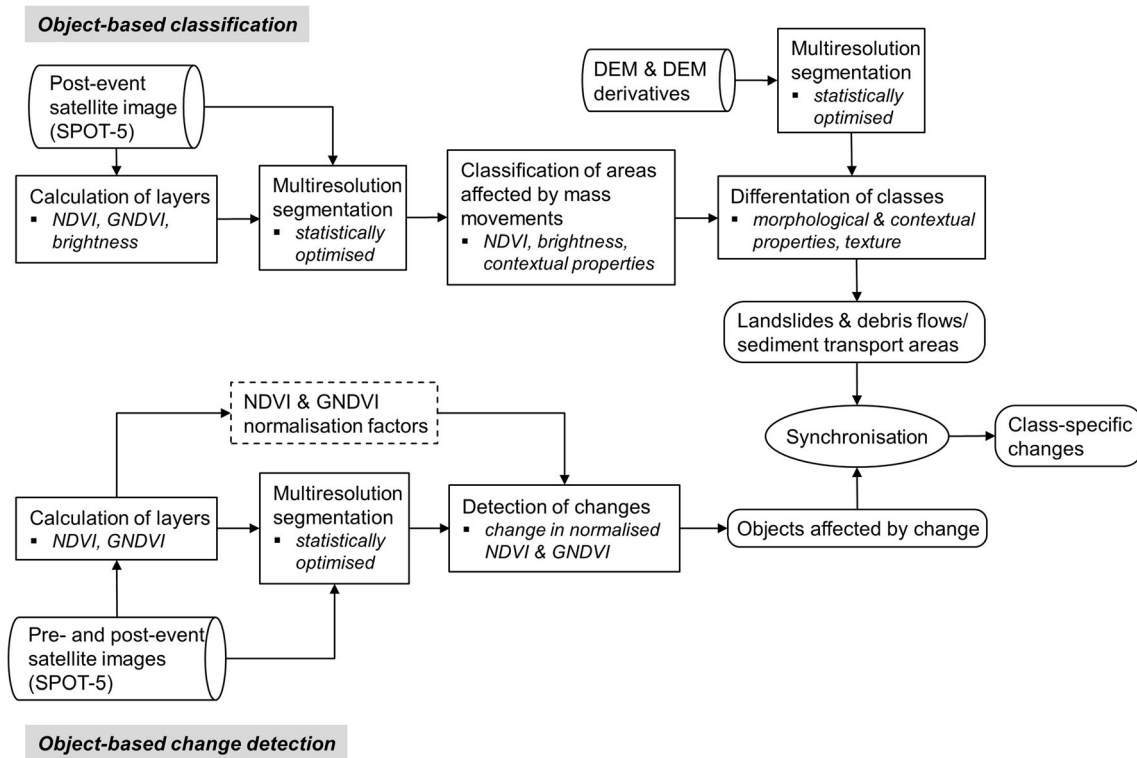 Object-based classification
Post-event
satellite image
(SPOT-5)
DEM & DEM
derivatives
Multiresolution
segmentation
▪ statistically
optimised
Calculation of layers
▪ NDVI, GNDVI,
brightness
Multiresolution
segmentation
▪ statistically
optimised
Classification of areas
affected by mass
movements
▪ NDVI, brightness,
contextual properties
Differentation of classes
▪ morphological & contextual
properties, texture
Landslides & debris flows/
sediment transport areas
NDVI & GNDVI
normalisation factors
Synchronisation
Class-specific
changes
Calculation of layers
▪ NDVI, GNDVI
Multiresolution
segmentation
▪ statistically
optimised
Detection of changes
▪ change in normalised
NDVI & GNDVI
Objects affected by change
Pre- and post-event
satellite images
(SPOT-5)
Object-based change detection